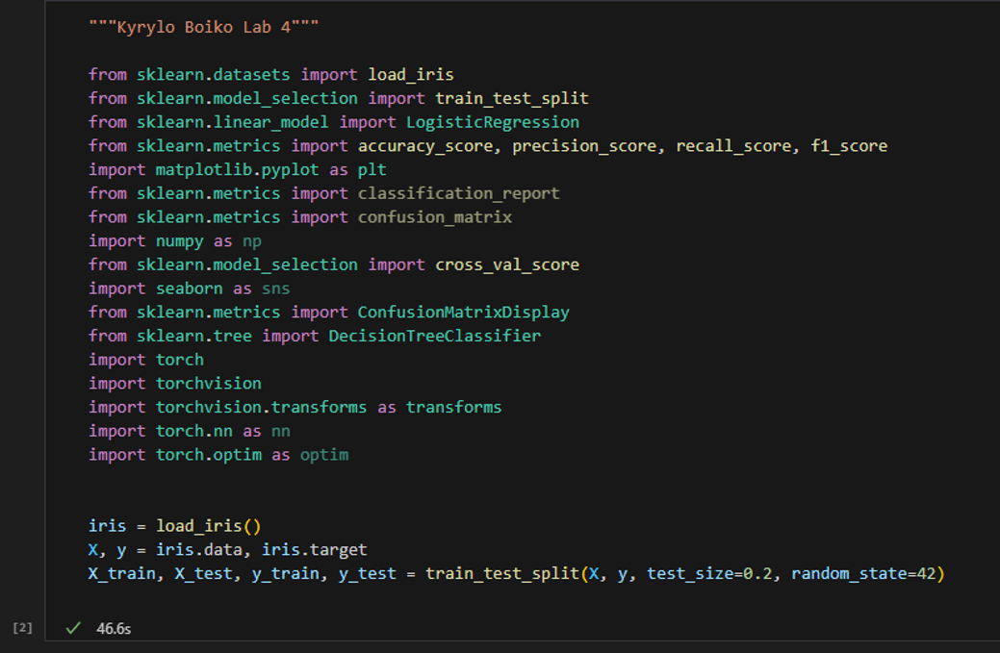 """Kyrylo Boiko Lab 4"""
from sklearn.datasets import load_iris
from sklearn.model_selection import train_test_split
from sklearn.linear_model import LogisticRegression
from sklearn.metrics import accuracy_score, precision_score, recall_score, f1_score
import matplotlib.pyplot as plt
from sklearn.metrics import classification_report
from sklearn.metrics import confusion_matrix
import numpy as np
from sklearn.model_selection import cross_val_score
import seaborn as sns
from sklearn.metrics import ConfusionMatrixDisplay
from sklearn.tree import DecisionTreeClassifier
import torch
import torchvision
import torchvision.transforms as transforms
import torch.nn as nn
import torch.optim as optim
iris = load_iris()
X, y = iris.data, iris.target
X_train, X_test, y_train, y_test = train_test_split(X, y, test_size=0.2, random_state=42)
[2] ✓ 46.6s